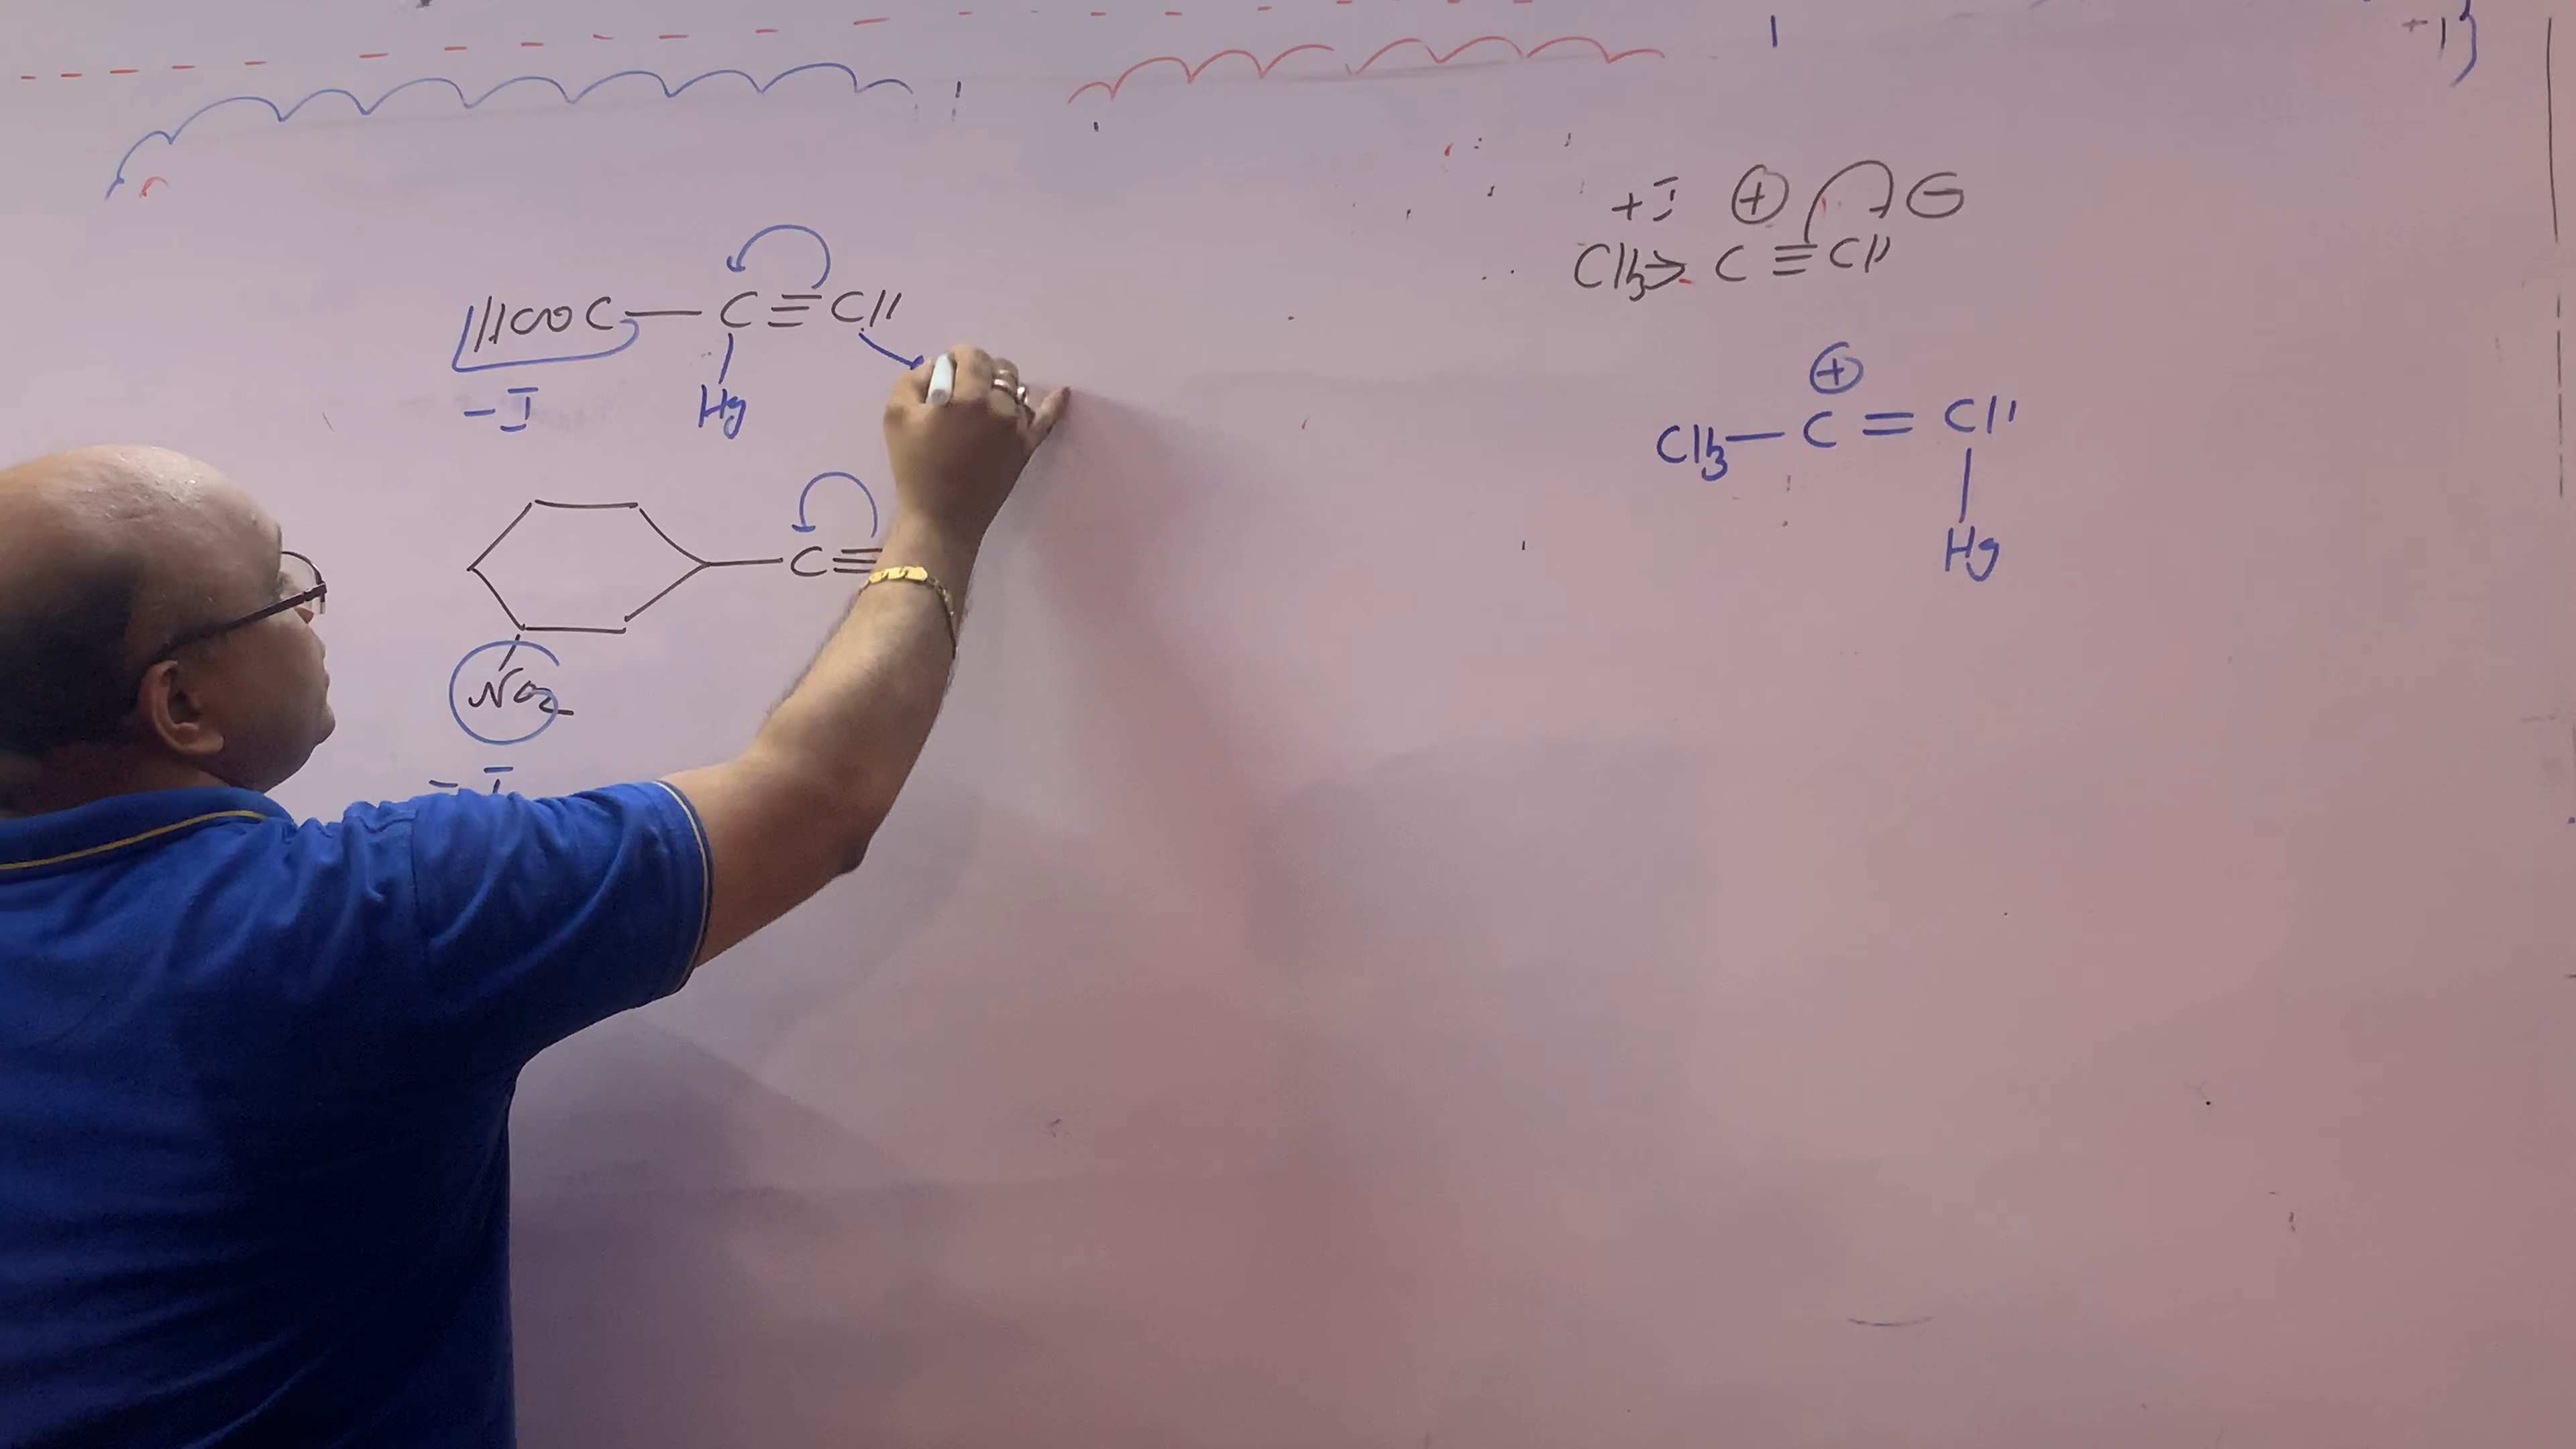 HOOC — C ≡ CH
Hg
– I
C ≡
NO2
– I
+I ⊕ ⊖
CH3 > C ≡ CH
⊕
CH3 — C = CH
Hg